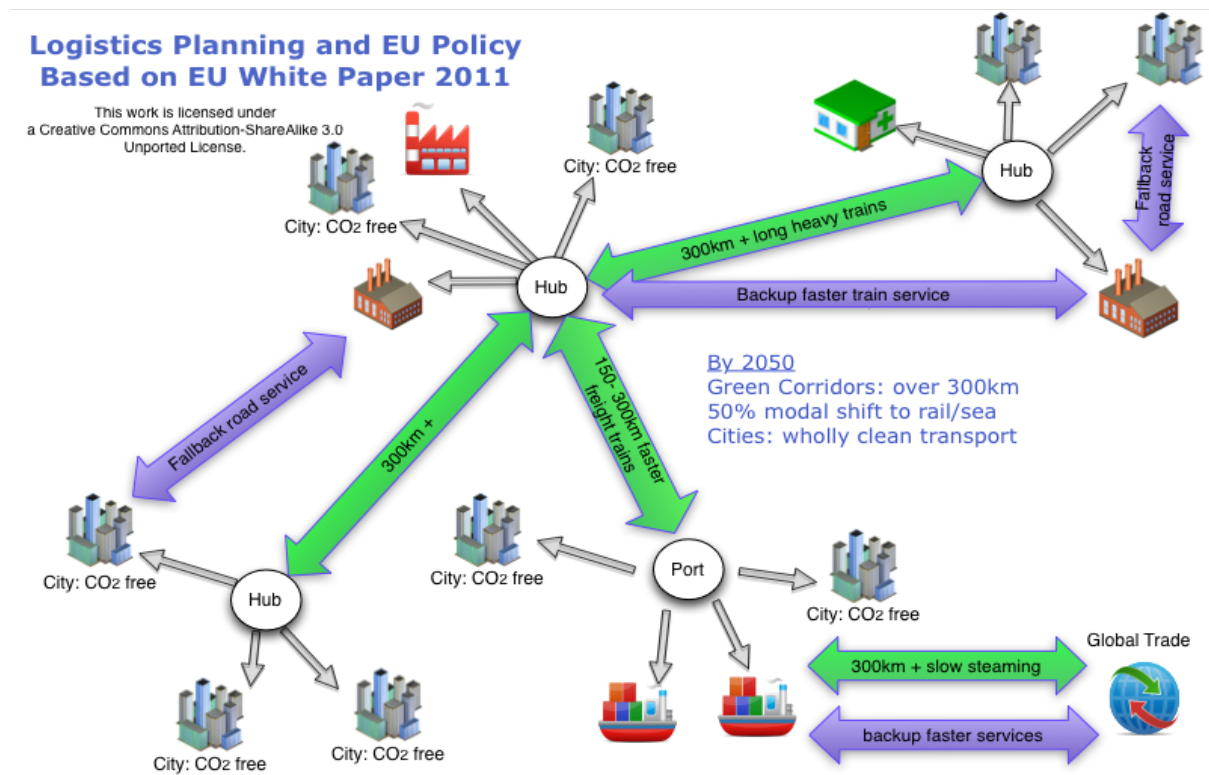 Logistics Planning and EU Policy
Based on EU White Paper 2011
This work is licensed under
a Creative Commons Attribution-ShareAlike 3.0
Unported License.
City: CO2 free
City: CO2 free
Hub
Hub
300km + long heavy trains
Fallback
road service
Backup faster train service
By 2050
Green Corridors: over 300km
50% modal shift to rail/sea
Cities: wholly clean transport
Fallback road service
300km +
150- 300km faster
freight trains
City: CO2 free
Hub
City: CO2 free
City: CO2 free
City: CO2 free
Port
City: CO2 free
Global Trade
300km + slow steaming
backup faster services